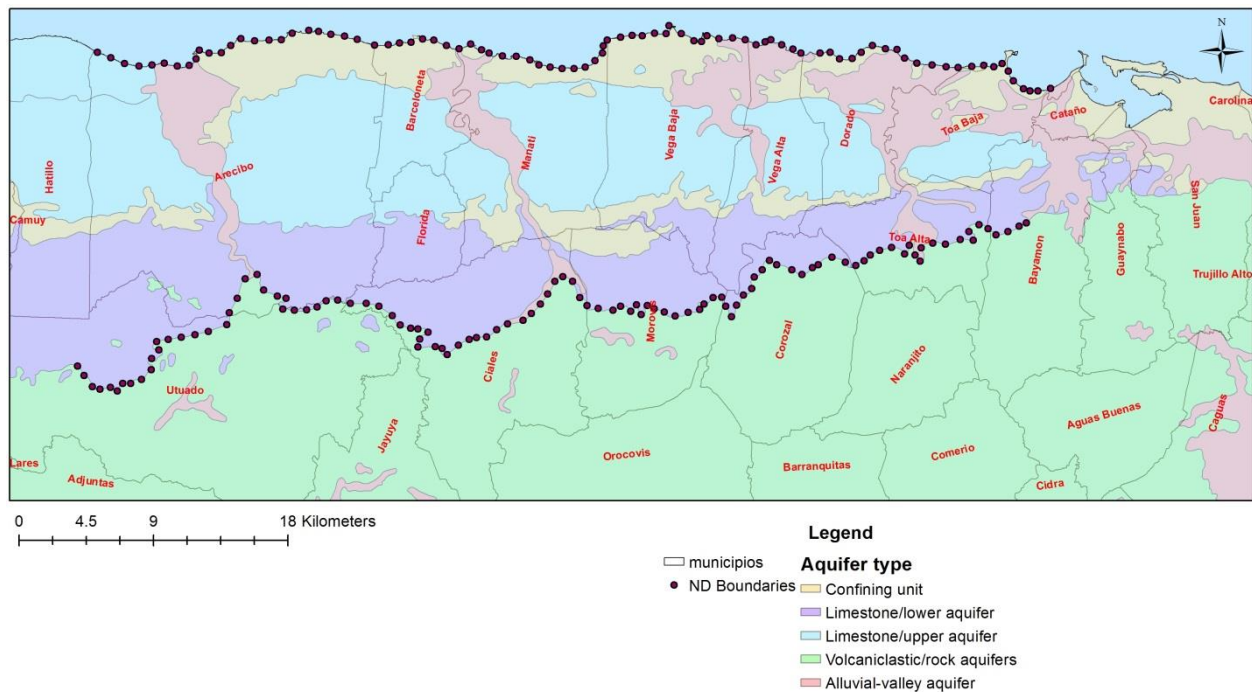 N
Carolina
Barceloneta
Cataño
Toa Baja
Vega Baja
Dorado
Manati
Vega Alta
Arecibo
Hatillo
San Juan
Camuy
Florida
Toa Alta
Bayamon
Guaynabo
Trujillo Alto
Morovis
Corozal
Ciales
Naranjito
Utuado
Aguas Buenas
Caguas
Jayuya
Orocovis
Comerio
Lares
Barranquitas
Adjuntas
Cidra
0 4.5 9 18 Kilometers
Legend
municipios
ND Boundaries
Aquifer type
Confining unit
Limestone/lower aquifer
Limestone/upper aquifer
Volcaniclastic/rock aquifers
Alluvial-valley aquifer